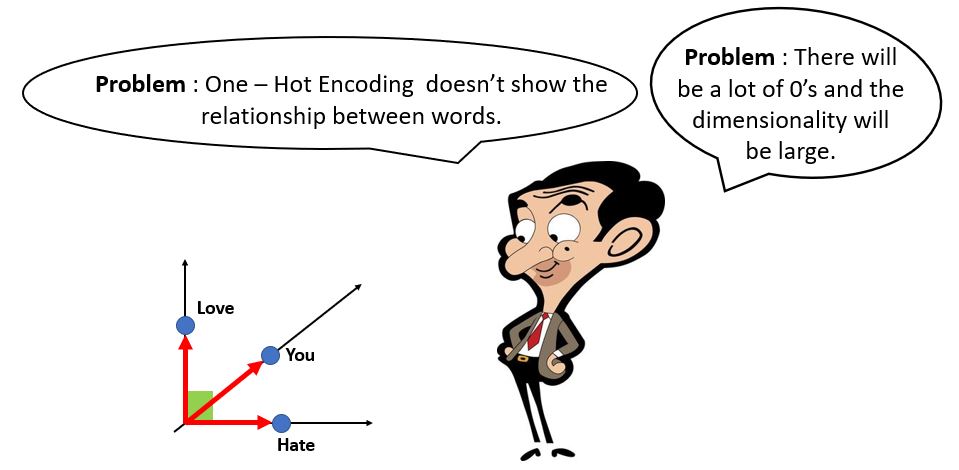 Problem : One – Hot Encoding doesn’t show the
relationship between words.
Problem : There will
be a lot of 0’s and the
dimensionality will
be large.
Love
You
Hate